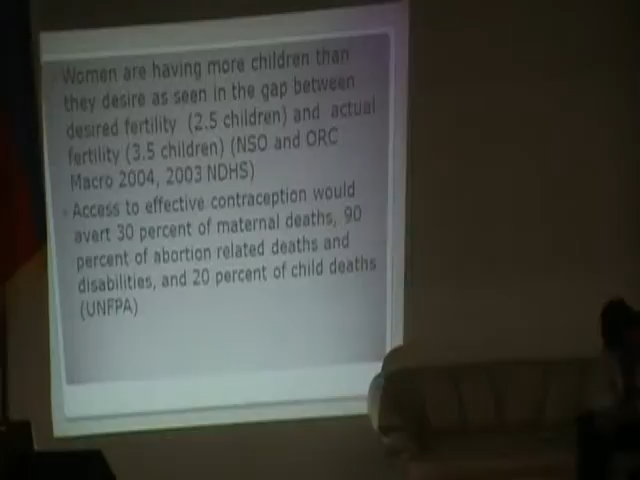 Women are having more children than
they desire as seen in the gap between
desired fertility (2.5 children) and actual
fertility (3.5 children) (NSO and ORC
Macro 2004, 2003 NDHS)
Access to effective contraception would
avert 30 percent of maternal deaths, 90
percent of abortion related deaths and
disabilities, and 20 percent of child deaths
(UNFPA)